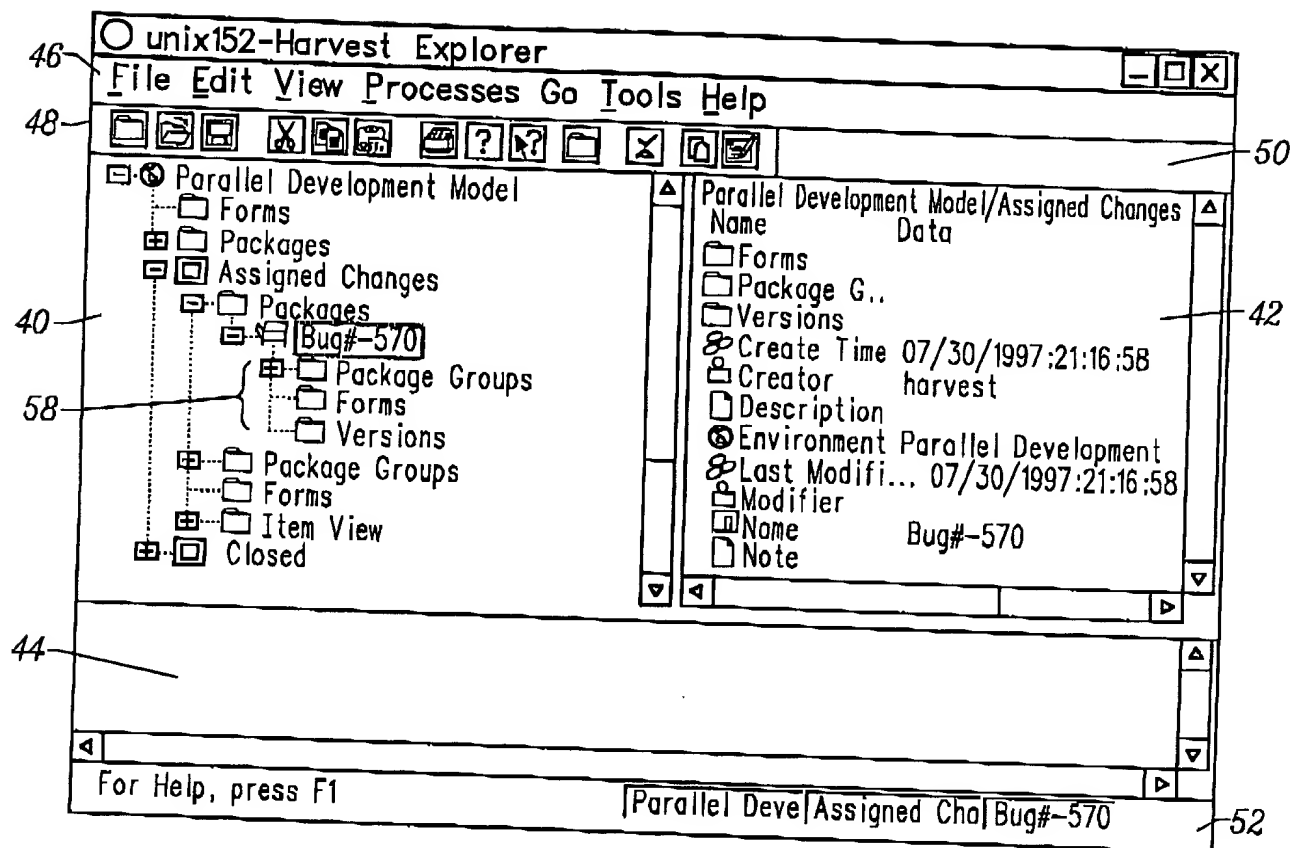 unix152-Harvest Explorer
46
File Edit View Processes Go Tools Help
48
? ?
50
Parallel Development Model
Forms
Packages
Assigned Changes
Packages
40
Bug#-570
Package Groups
58
Forms
Versions
Package Groups
Forms
Item View
Closed
Parallel Development Model/Assigned Changes
Name Data
Forms
Package G..
Versions
42
Create Time 07/30/1997:21:16:58
Creator harvest
Description
Environment Parallel Development
Last Modifi... 07/30/1997:21:16:58
Modifier
Name Bug#-570
Note
44
For Help, press F1
Parallel Deve Assigned Cha Bug#-570
52